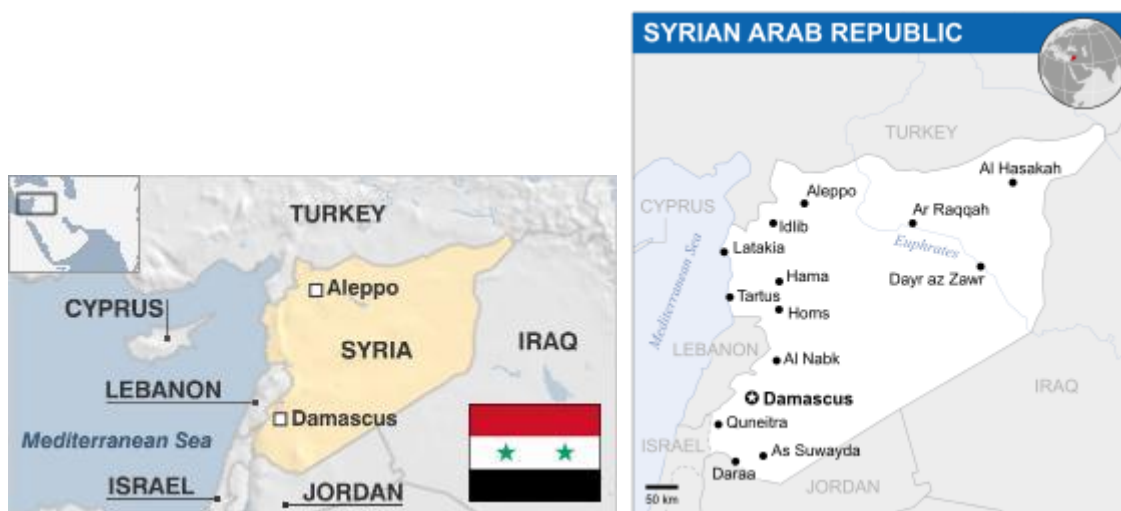 TURKEY
Aleppo
CYPRUS
SYRIA
IRAQ
LEBANON
Damascus
Mediterranean Sea
ISRAEL
JORDAN
SYRIAN ARAB REPUBLIC
TURKEY
Al Hasakah
Aleppo
CYPRUS
Ar Raqqah
Idlib
Euphrates
Latakia
Mediterranean Sea
Hama
Dayr az Zawr
Tartus
Homs
LEBANON
Al Nabk
IRAQ
Damascus
Quneitra
ISRAEL
As Suwayda
Daraa
JORDAN
50 km